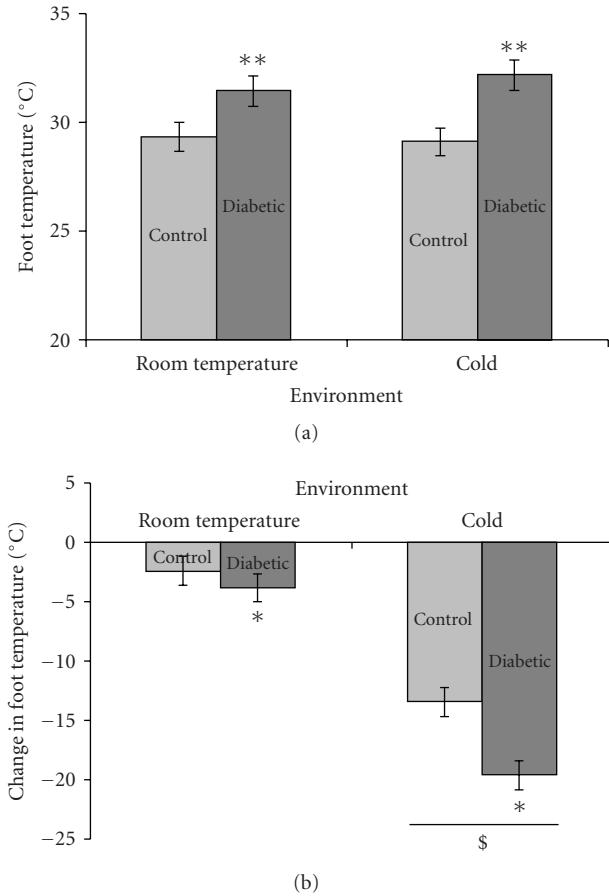 35
30
25
20
Foot temperature (°C)
**
**
Control
Diabetic
Control
Diabetic
Room temperature
Cold
Environment
(a)
5
0
−5
−10
−15
−20
−25
Change in foot temperature (°C)
Environment
Room temperature
Cold
Control
Diabetic
Control
Diabetic
*
*
$
(b)